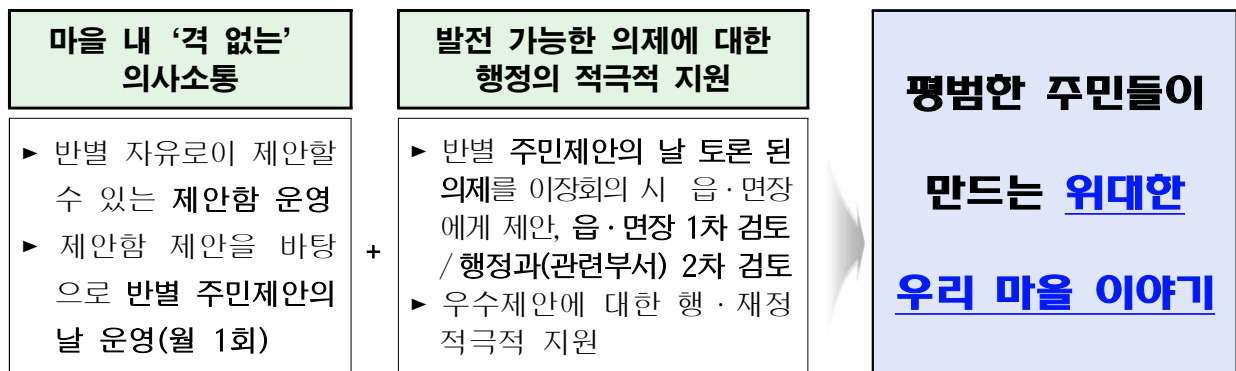 마을 내 ‘격 없는’
의사소통
► 반별 자유로이 제안할
수 있는 제안함 운영
► 제안함 제안을 바탕
으로 반별 주민제안의
날 운영(월 1회)
+
발전 가능한 의제에 대한
행정의 적극적 지원
► 반별 주민제안의 날 토론 된
의제를 이장회의 시 읍·면장
에게 제안, 읍·면장 1차 검토
/ 행정과(관련부서) 2차 검토
► 우수제안에 대한 행·재정
적극적 지원
평범한 주민들이
만드는 위대한
우리 마을 이야기